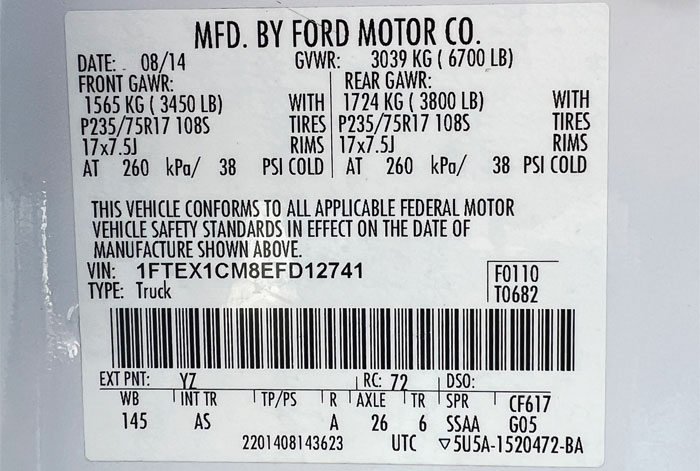 MFD. BY FORD MOTOR CO.
DATE: 08/14 GVWR: 3039 KG ( 6700 LB)
FRONT GAWR: REAR GAWR:
1565 KG ( 3450 LB) WITH 1724 KG ( 3800 LB) WITH
P235/75R17 108S TIRES P235/75R17 108S TIRES
17x7.5J RIMS 17x7.5J RIMS
AT 260 kPa/ 38 PSI COLD AT 260 kPa/ 38 PSI COLD
THIS VEHICLE CONFORMS TO ALL APPLICABLE FEDERAL MOTOR
VEHICLE SAFETY STANDARDS IN EFFECT ON THE DATE OF
MANUFACTURE SHOWN ABOVE.
VIN: 1FTEX1CM8EFD12741 F0110
TYPE: Truck T0682
EXT PNT: YZ RC: 72 DSO:
WB INT TR TP/PS R AXLE TR SPR CF617
145 AS A 26 6 SSAA G05
2201408143623 UTC ▽5U5A-1520472-BA